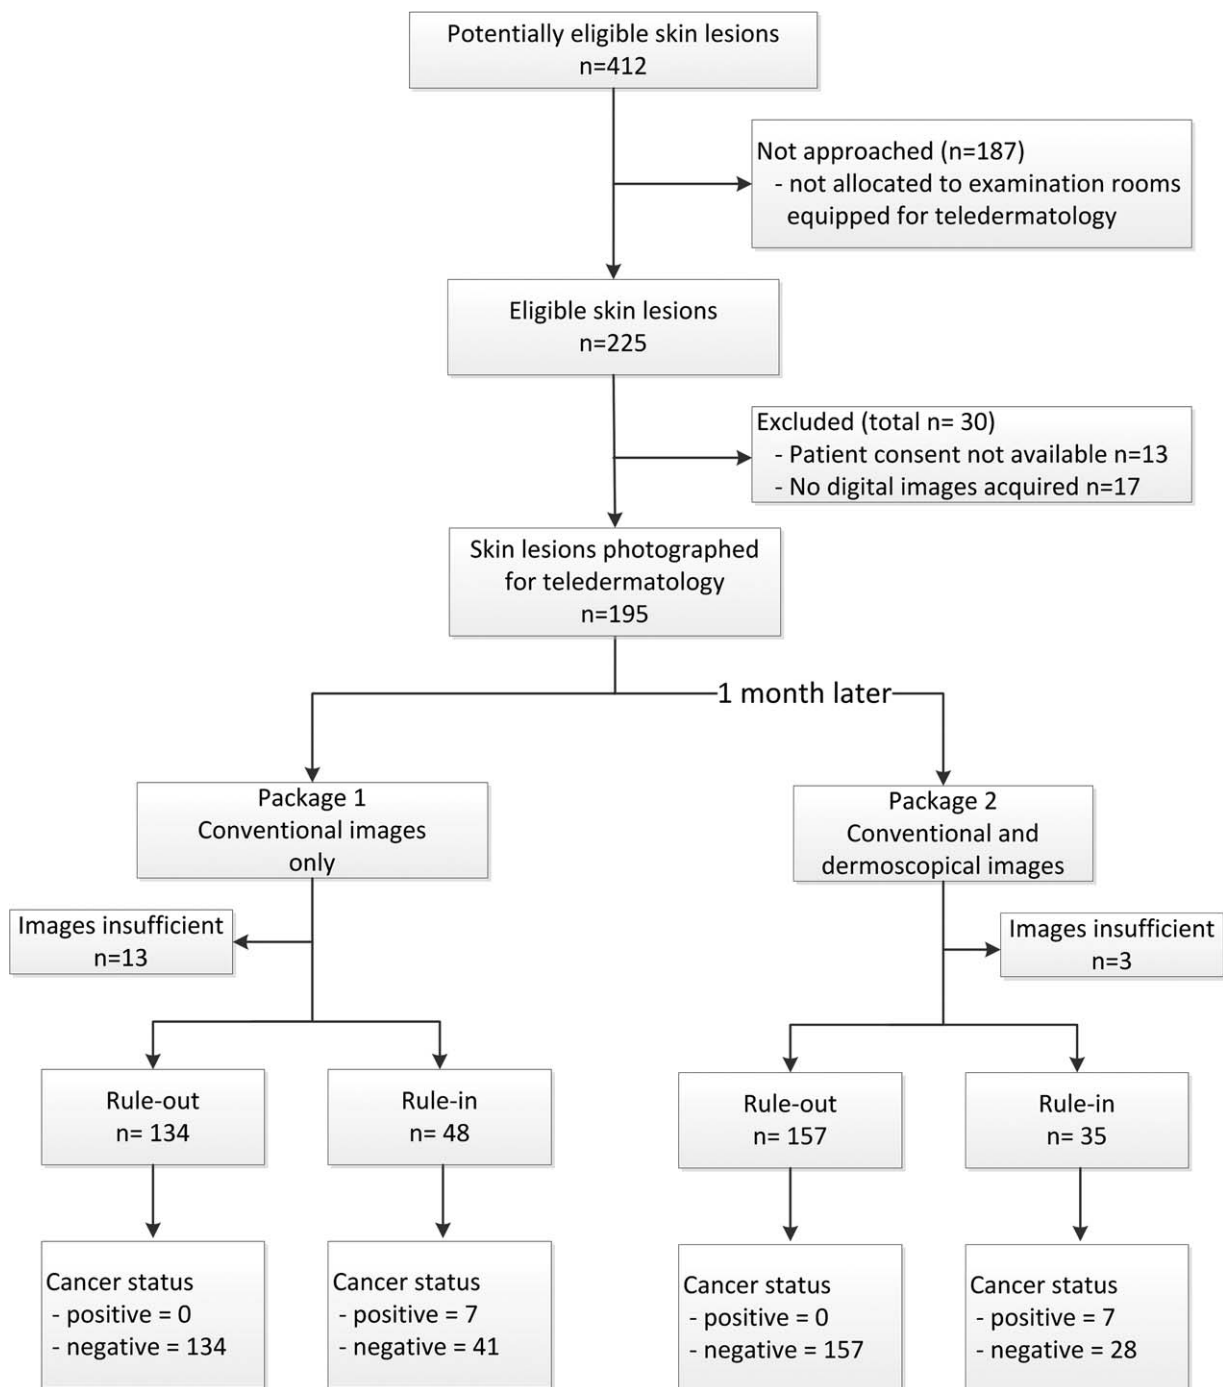 Potentially eligible skin lesions
n=412
Not approached (n=187)
- not allocated to examination rooms
equipped for teledermatology
Eligible skin lesions
n=225
Excluded (total n= 30)
- Patient consent not available n=13
- No digital images acquired n=17
Skin lesions photographed
for teledermatology
n=195
1 month later
Package 1
Conventional images
only
Package 2
Conventional and
dermoscopical images
Images insufficient
n=13
Images insufficient
n=3
Rule-out
n= 134
Rule-in
n= 48
Rule-out
n= 157
Rule-in
n= 35
Cancer status
- positive = 0
- negative = 134
Cancer status
- positive = 7
- negative = 41
Cancer status
- positive = 0
- negative = 157
Cancer status
- positive = 7
- negative = 28